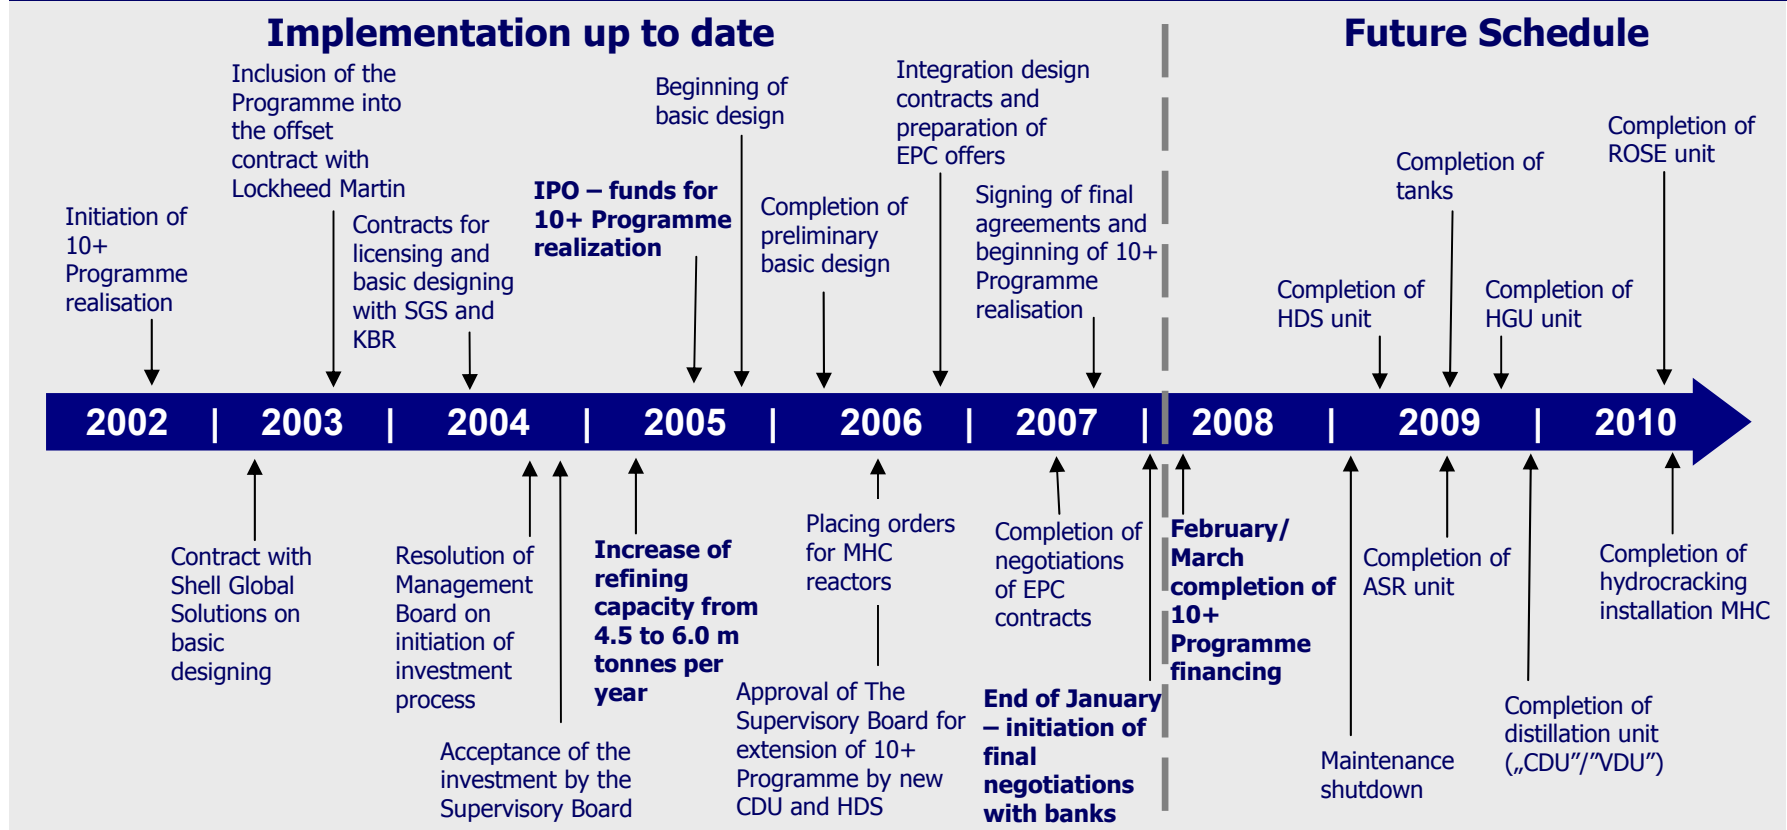 Implementation up to date
Future Schedule
Initiation of
10+
Programme
realisation
Inclusion of the
Programme into
the offset
contract with
Lockheed Martin
Contracts for
licensing and
basic designing
with SGS and
KBR
IPO – funds for
10+ Programme
realization
Beginning of
basic design
Completion of
preliminary
basic design
Integration design
contracts and
preparation of
EPC offers
Signing of final
agreements and
beginning of 10+
Programme
realisation
Completion of
HDS unit
Completion of
tanks
Completion of
HGU unit
Completion of
ROSE unit
2002 | 2003 | 2004 | 2005 | 2006 | 2007 | 2008 | 2009 | 2010
Contract with
Shell Global
Solutions on
basic
designing
Resolution of
Management
Board on
initiation of
investment
process
Acceptance of the
investment by the
Supervisory Board
Increase of
refining
capacity from
4.5 to 6.0 m
tonnes per
year
Placing orders
for MHC
reactors
Approval of The
Supervisory Board for
extension of 10+
Programme by new
CDU and HDS
Completion of
negotiations
of EPC
contracts
End of January
– initiation of
final
negotiations
with banks
February/
March
completion of
10+
Programme
financing
Maintenance
shutdown
Completion of
ASR unit
Completion of
distillation unit
(„CDU”/”VDU”)
Completion of
hydrocracking
installation MHC